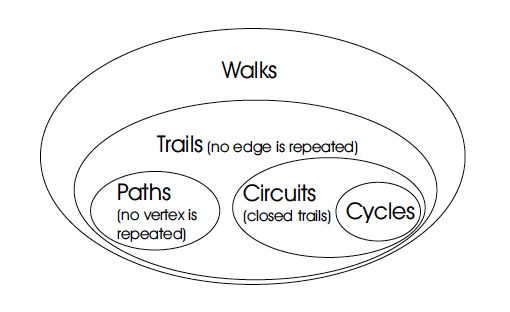 Walks
Trails (no edge is repeated)
Paths
(no vertex is
repeated)
Circuits
(closed trails)
Cycles